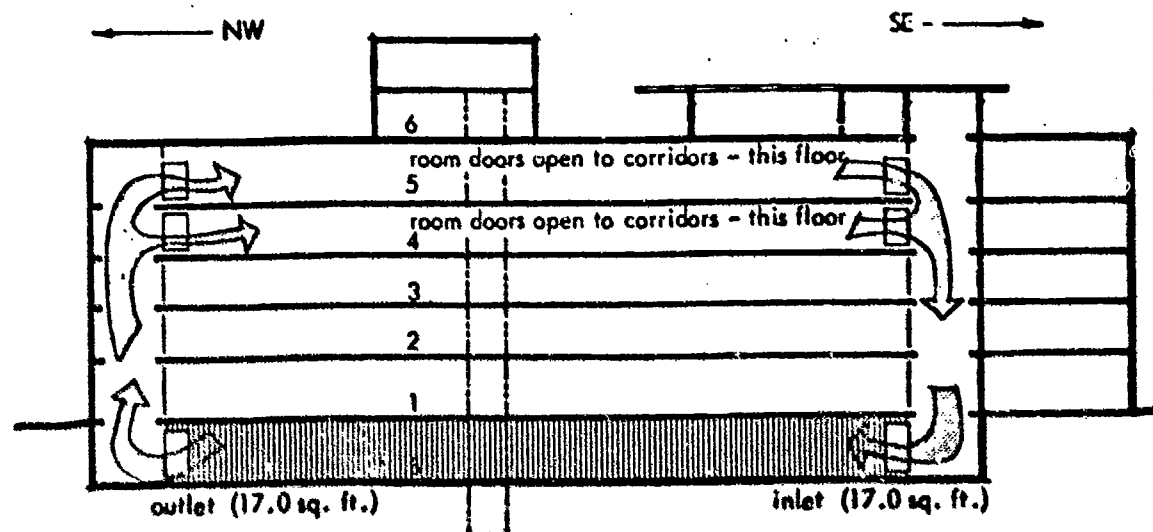 NW
SE
6
room doors open to corridors - this floor
5
room doors open to corridors - this floor
4
3
2
1
outlet (17.0 sq. ft.)
inlet (17.0 sq. ft.)